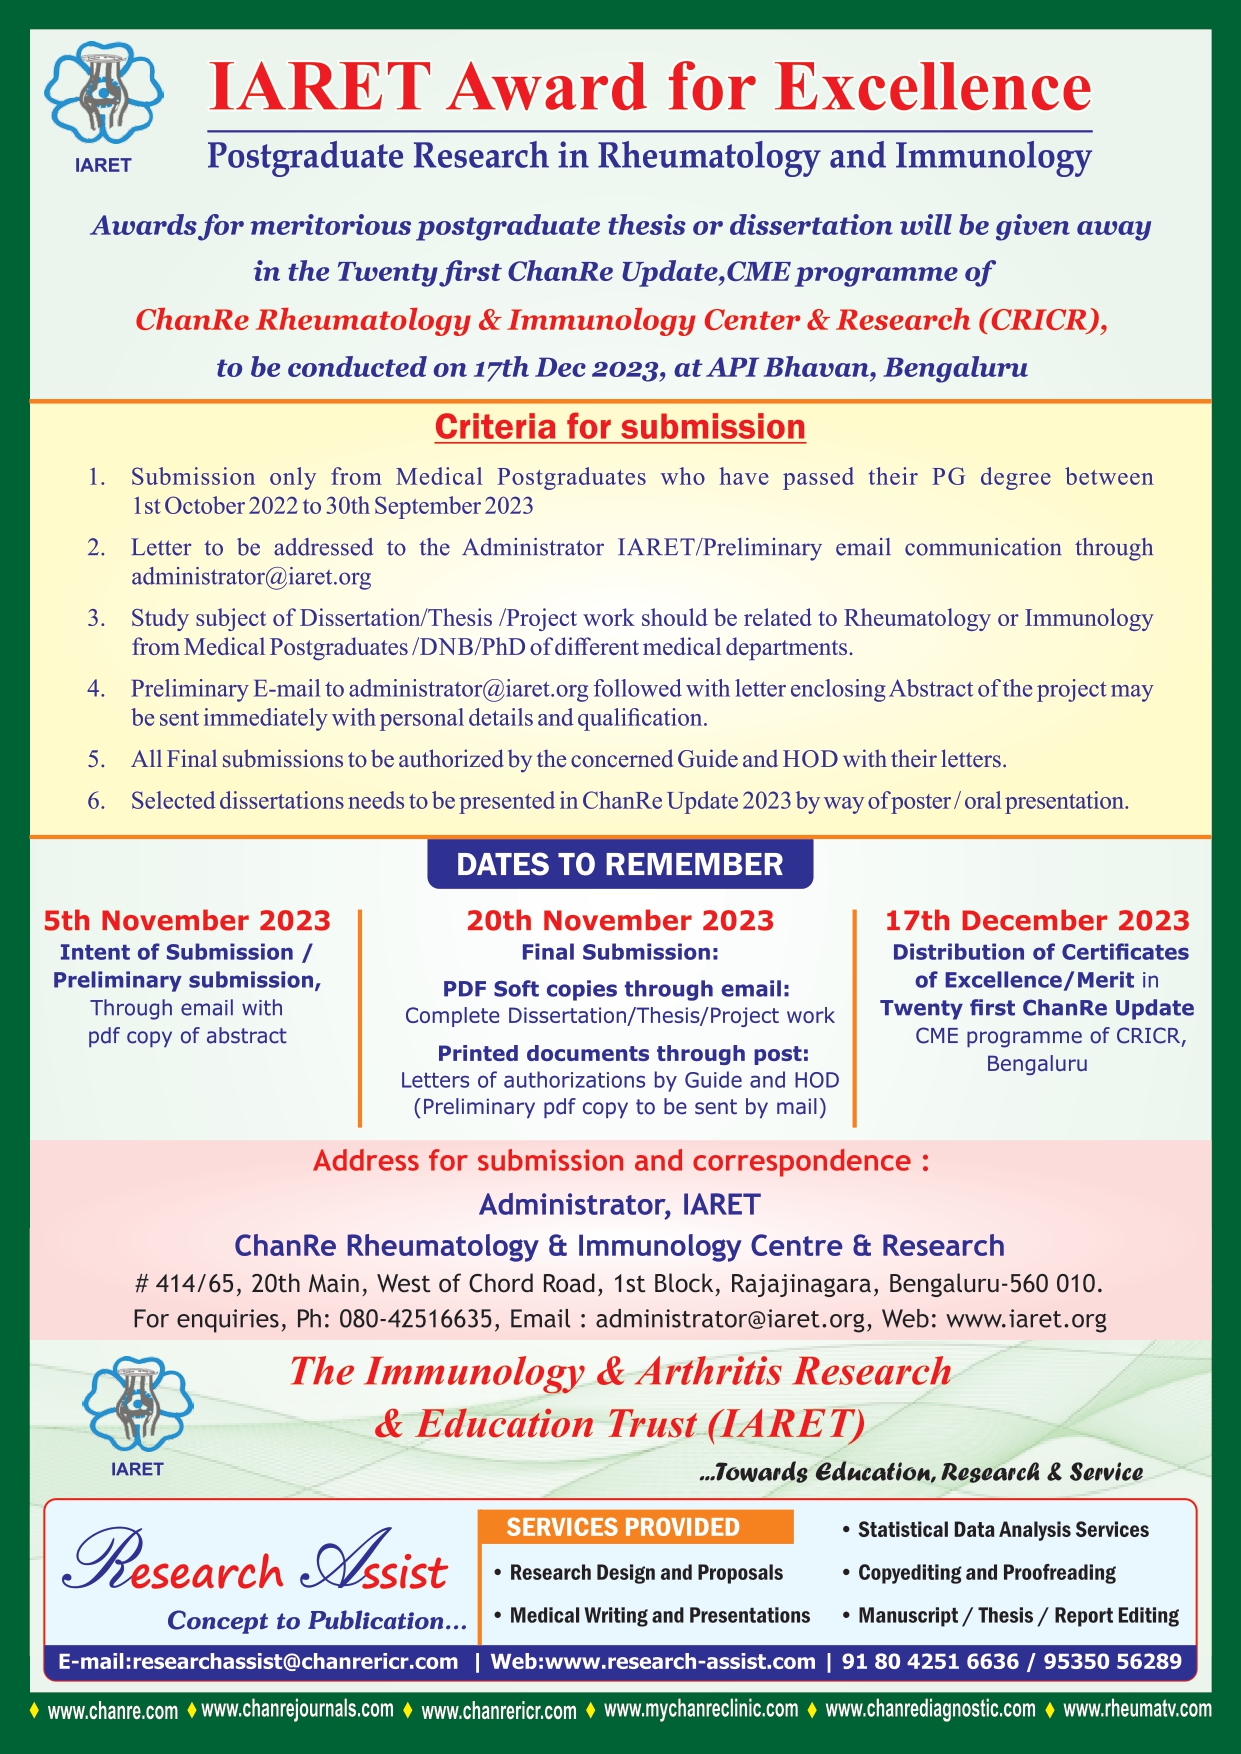 IARET
IARET Award for Excellence
Postgraduate Research in Rheumatology and Immunology
Awards for meritorious postgraduate thesis or dissertation will be given away
in the Twenty first ChanRe Update,CME programme of
ChanRe Rheumatology & Immunology Center & Research (CRICR),
to be conducted on 17th Dec 2023, at API Bhavan, Bengaluru
Criteria for submission
1. Submission only from Medical Postgraduates who have passed their PG degree between
1st October 2022 to 30th September 2023
2. Letter to be addressed to the Administrator IARET/Preliminary email communication through
administrator@iaret.org
3. Study subject of Dissertation/Thesis /Project work should be related to Rheumatology or Immunology
from Medical Postgraduates /DNB/PhD of different medical departments.
4. Preliminary E-mail to administrator@iaret.org followed with letter enclosing Abstract of the project may
be sent immediately with personal details and qualification.
5. All Final submissions to be authorized by the concerned Guide and HOD with their letters.
6. Selected dissertations needs to be presented in ChanRe Update 2023 by way of poster / oral presentation.
DATES TO REMEMBER
5th November 2023
Intent of Submission /
Preliminary submission,
Through email with
pdf copy of abstract
20th November 2023
Final Submission:
PDF Soft copies through email:
Complete Dissertation/Thesis/Project work
Printed documents through post:
Letters of authorizations by Guide and HOD
(Preliminary pdf copy to be sent by mail)
17th December 2023
Distribution of Certificates
of Excellence/Merit in
Twenty first ChanRe Update
CME programme of CRICR,
Bengaluru
Address for submission and correspondence :
Administrator, IARET
ChanRe Rheumatology & Immunology Centre & Research
# 414/65, 20th Main, West of Chord Road, 1st Block, Rajajinagara, Bengaluru-560 010.
For enquiries, Ph: 080-42516635, Email : administrator@iaret.org, Web: www.iaret.org
IARET
The Immunology & Arthritis Research
& Education Trust (IARET)
...Towards Education, Research & Service
Research Assist
Concept to Publication...
SERVICES PROVIDED
• Research Design and Proposals
• Medical Writing and Presentations
• Statistical Data Analysis Services
• Copyediting and Proofreading
• Manuscript / Thesis / Report Editing
E-mail:researchassist@chanrericr.com | Web:www.research-assist.com | 91 80 4251 6636 / 95350 56289
♦ www.chanre.com ♦ www.chanrejournals.com ♦ www.chanrericr.com ♦ www.mychanreclinic.com ♦ www.chanrediagnostic.com ♦ www.rheumatv.com